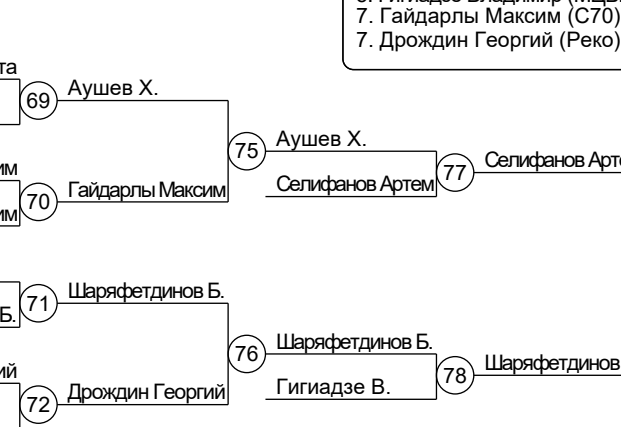 7. Гайдарлы Максим (С70)
7. Дрождин Георгий (Реко)
69
Аушев Х.
75
Аушев Х.
77
Селифанов
70
Гайдарлы Максим
Селифанов Артем
71
Шаряфетдинов Б.
Б.
76
Шаряфетдинов Б.
78
Шаряфетдинов
72
Дрождин Георгий
Гигиадзе В.